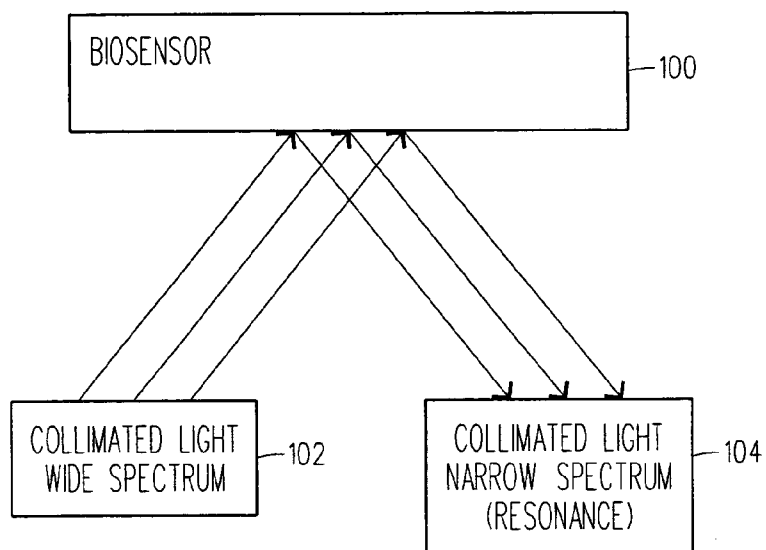 BIOSENSOR
100
COLLIMATED LIGHT
WIDE SPECTRUM
102
COLLIMATED LIGHT
NARROW SPECTRUM
(RESONANCE)
104